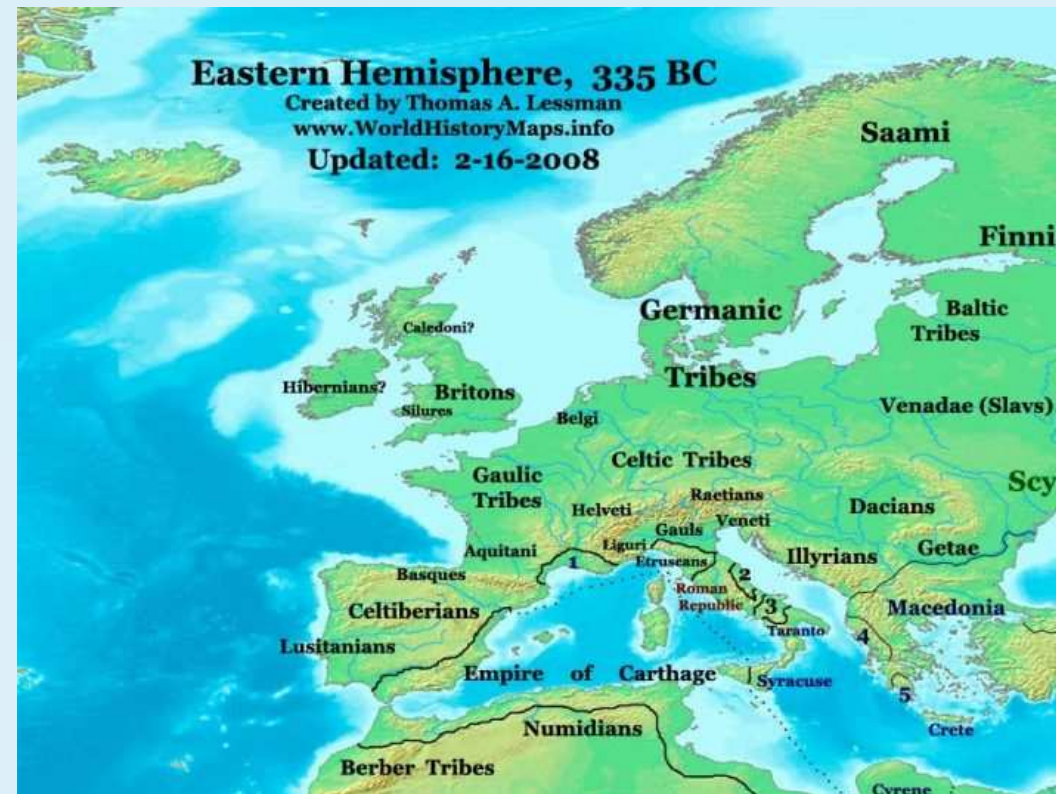 Eastern Hemisphere, 335 BC
Created by Thomas A. Lessman
www.WorldHistoryMaps.info
Updated: 2-16-2008
Saami
Finni
Germanic
Tribes
Baltic
Tribes
Caledoni?
Hibernians?
Britons
Silures
Belgi
Venadae (Slavs)
Celtic Tribes
Gaulic
Tribes
Scy
Raetians
Helveti
Dacians
Gauls
Veneti
Liguri
Aquitani
Illyrians
Getae
1
Etruscans
Basques
2
Roman
Republic
3
Celtiberians
Macedonia
Taranto
4
Lusitanians
Empire of Carthage
Syracuse
5
Numidians
Crete
Berber Tribes
Cyrene